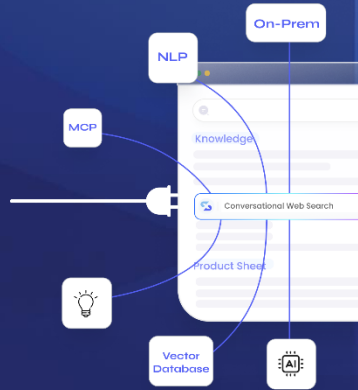 On-Prem
NLP
MCP
Knowledge
Conversational Web Search
Product Sheet
Vector
Database
AI